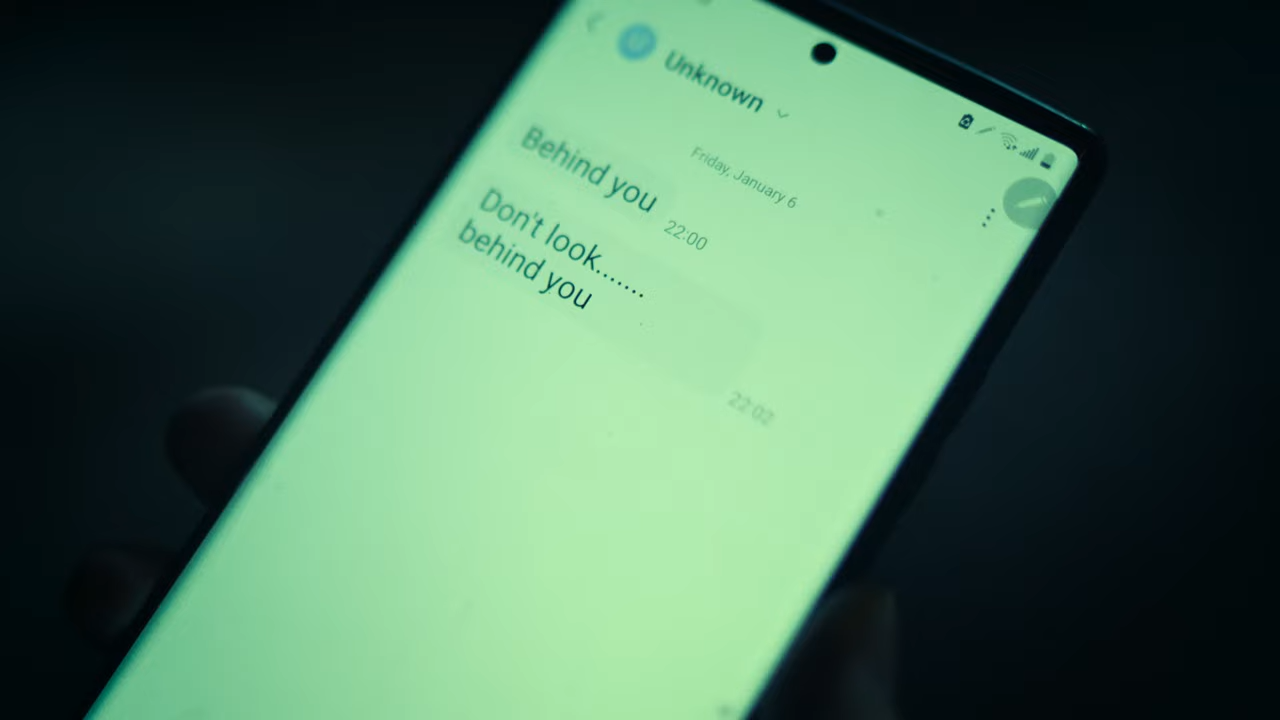 Unknown
Friday, January 6
Behind you
22:00
Don't look.......
behind you
22:02